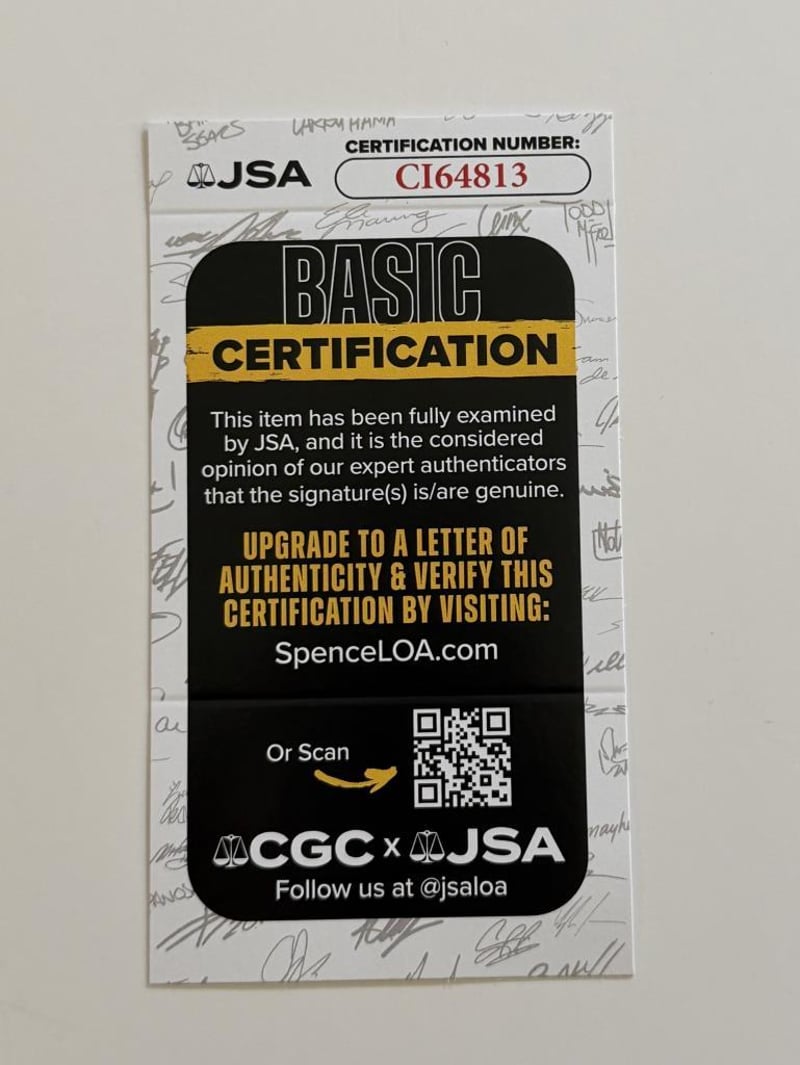 CERTIFICATION NUMBER:
JSA
CI64813
BASIC
CERTIFICATION
This item has been fully examined
by JSA, and it is the considered
opinion of our expert authenticators
that the signature(s) is/are genuine.
UPGRADE TO A LETTER OF
AUTHENTICITY & VERIFY THIS
CERTIFICATION BY VISITING:
SpenceLOA.com
Or Scan
CGC x JSA
Follow us at @jsaloa